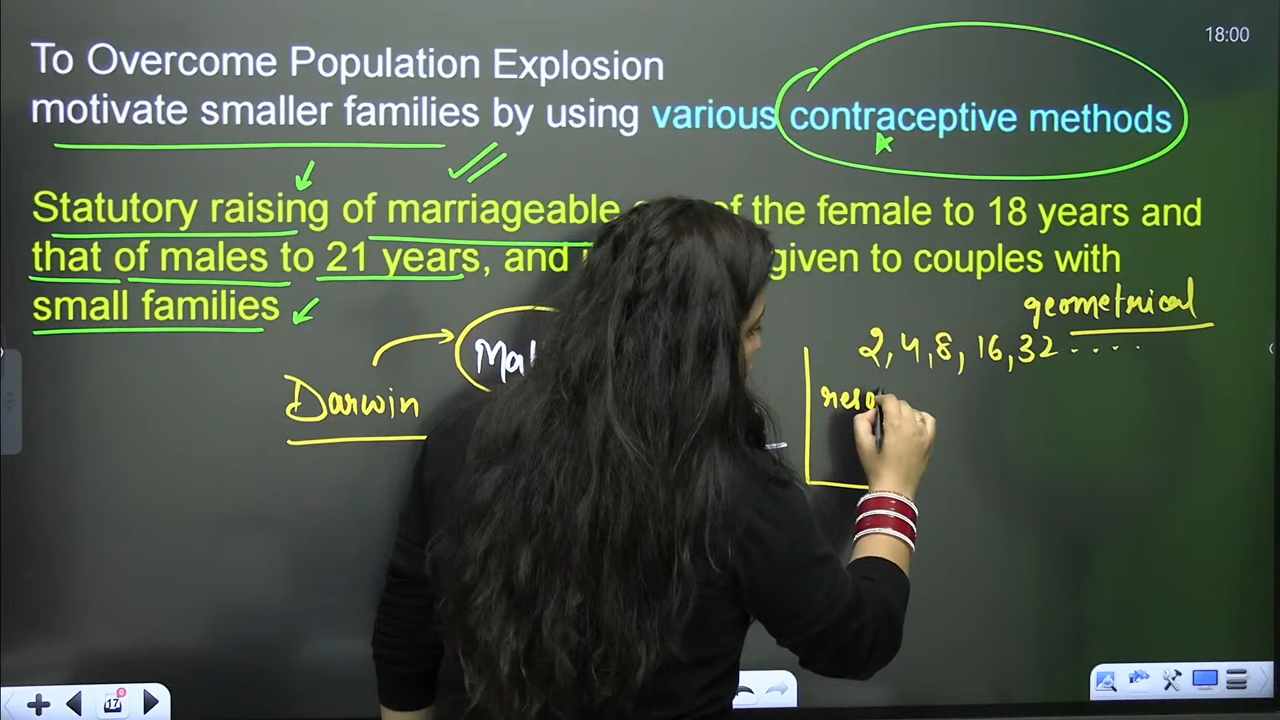 18:00
To Overcome Population Explosion
motivate smaller families by using various contraceptive methods
Statutory raising of marriageable of the female to 18 years and
that of males to 21 years, and given to couples with
small families
geometrical
2,4,8,16,32.....
Darwin
17
0